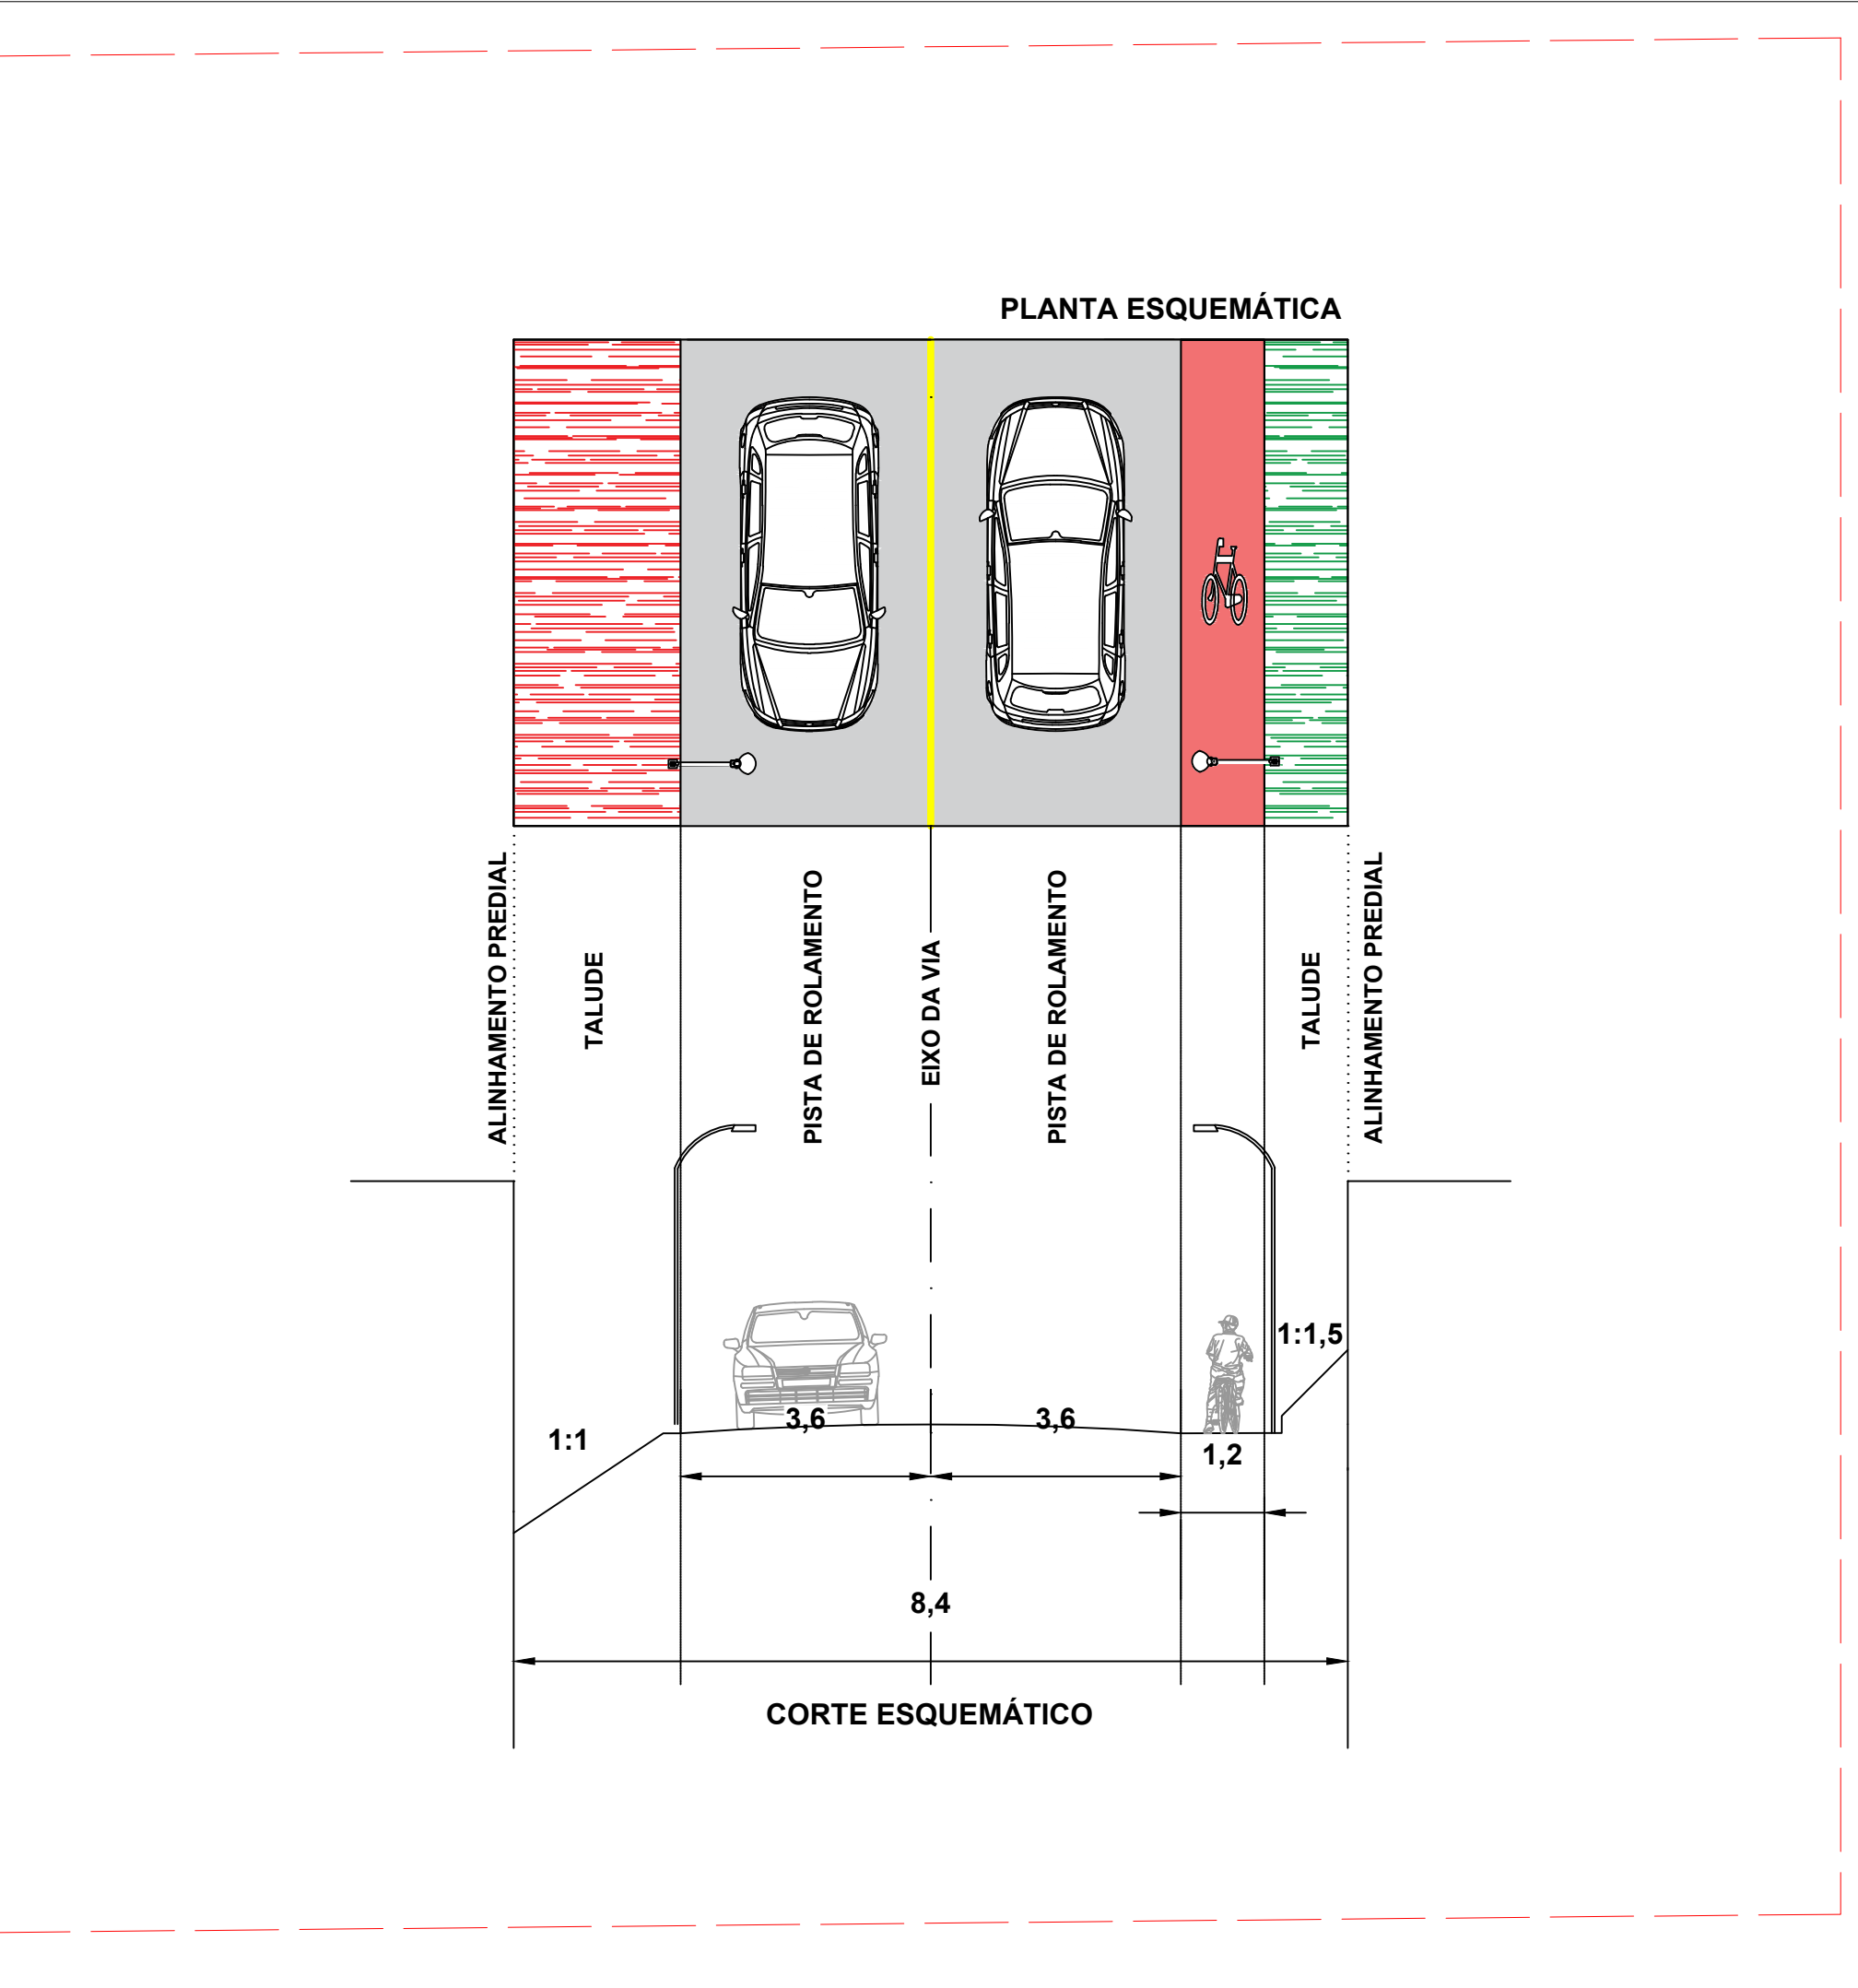 PLANTA ESQUEMÁTICA
ALINHAMENTO PREDIAL
TALUDE
PISTA DE ROLAMENTO
EIXO DA VIA
PISTA DE ROLAMENTO
TALUDE
ALINHAMENTO PREDIAL
1:1,5
3,6
3,6
1:1
1,2
8,4
CORTE ESQUEMÁTICO